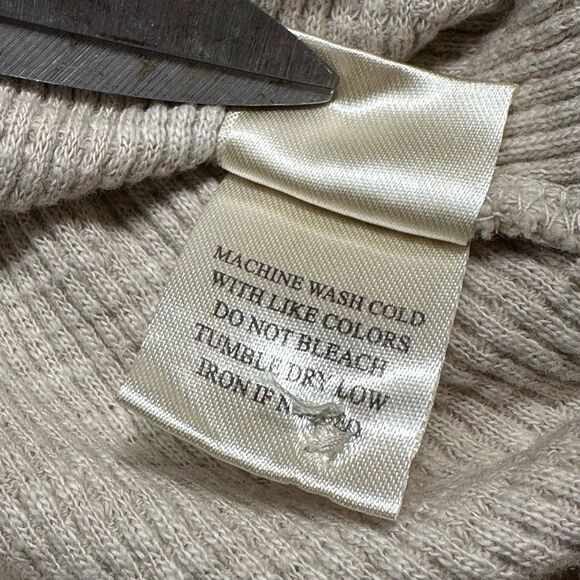 MACHINE WASH COLD
WITH LIKE COLORS
DO NOT BLEACH
TUMBLE DRY LOW
IRON IF